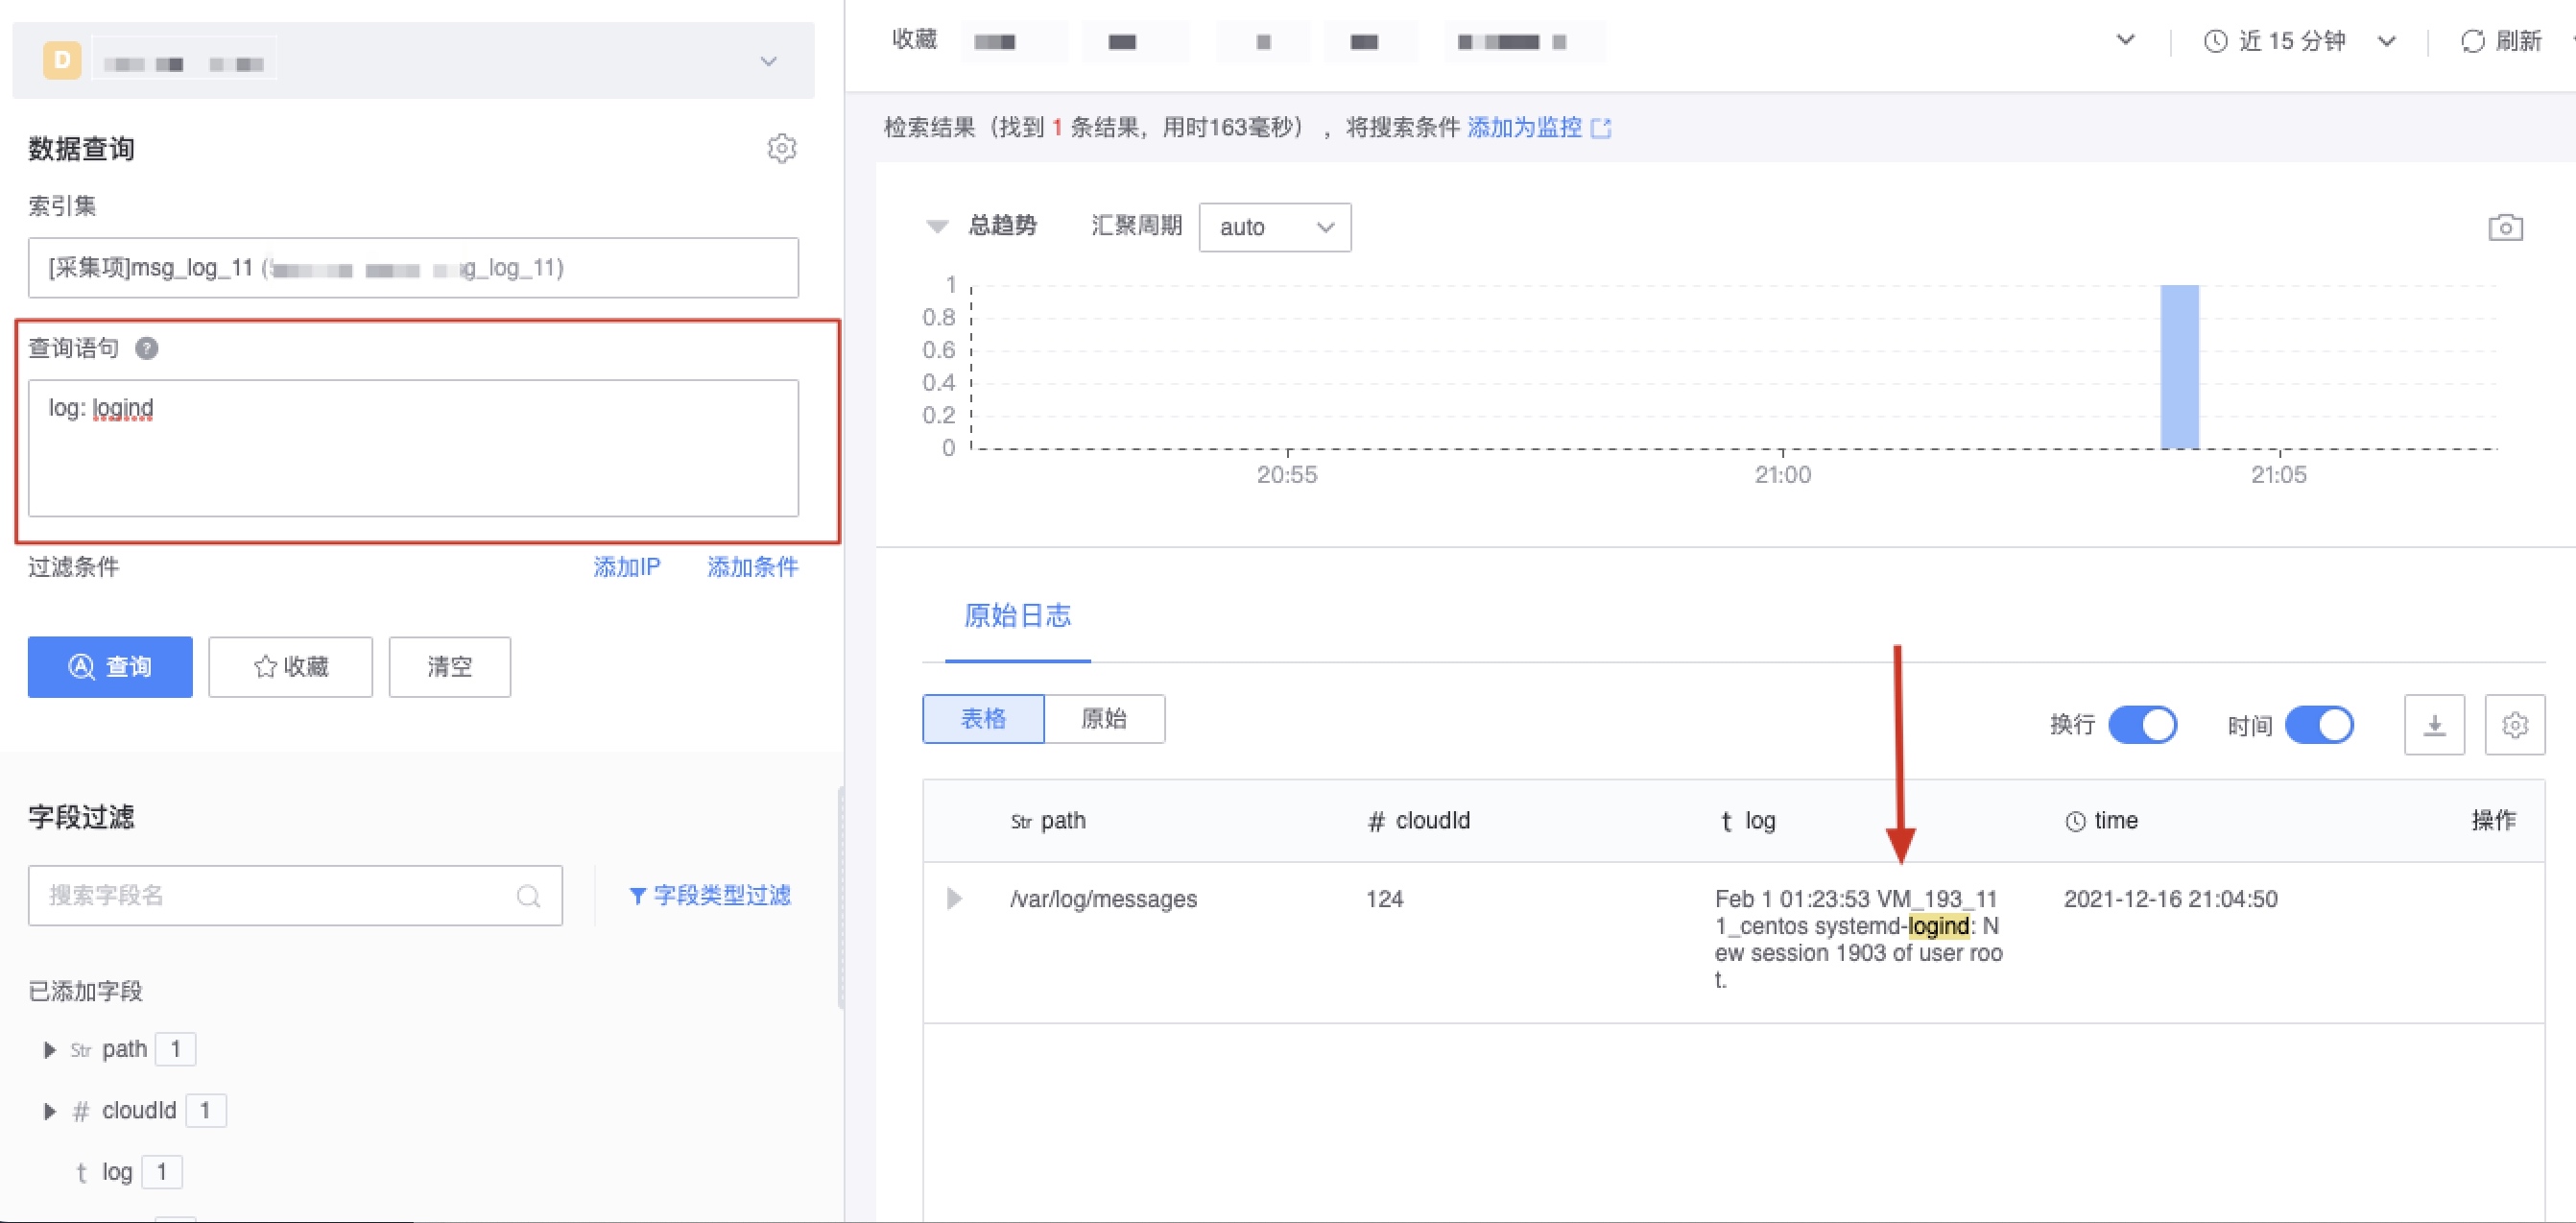 D
数据查询
索引集
[采集项]msg_log_11 (g_log_11)
查询语句 ?
log: logind
过滤条件 添加IP 添加条件
查询 收藏 清空
字段过滤
搜索字段名 字段类型过滤
已添加字段
Str path 1
# cloudId 1
t log 1
收藏 近 15 分钟 刷新
检索结果（找到 1 条结果，用时163毫秒），将搜索条件 添加为监控
总趋势 汇聚周期 auto
1
0.8
0.6
0.4
0.2
0
20:55 21:00 21:05
原始日志
表格 原始 换行 时间
Str path # cloudId t log time 操作
/var/log/messages 124 Feb 1 01:23:53 VM_193_11 2021-12-16 21:04:50
1_centos systemd-logind: N
ew session 1903 of user roo
t.